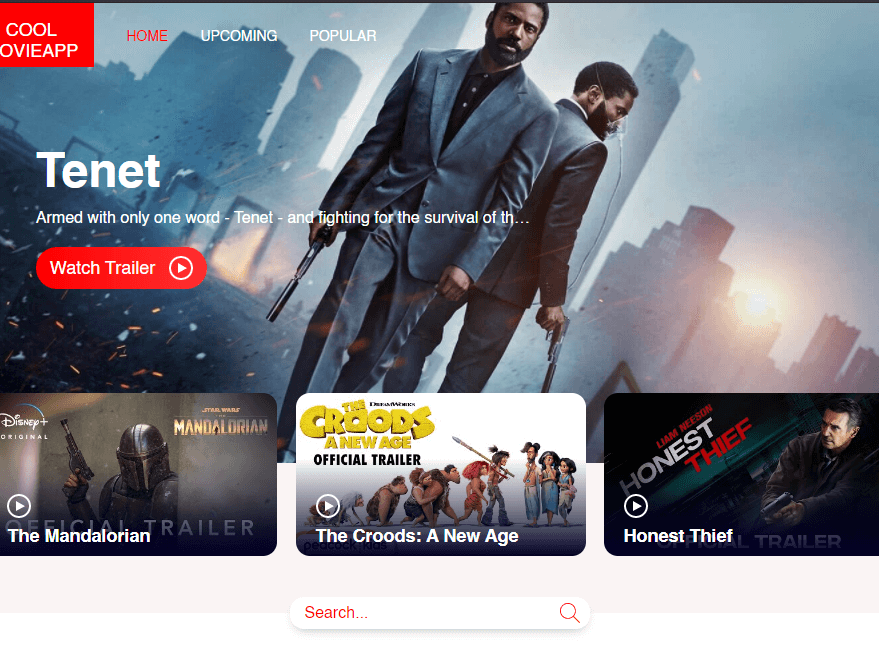 COOL
OVIEAPP
HOME
UPCOMING
POPULAR
Tenet
Armed with only one word - Tenet - and fighting for the survival of th…
Watch Trailer
Disney+
ORIGINAL
STAR WARS
THE
MANDALORIAN
OFFICIAL TRAILER
The Mandalorian
DREAMWORKS
THE
CROODS
A NEW AGE
OFFICIAL TRAILER
peacock kids
The Croods: A New Age
LIAM NEESON
HONEST
THIEF
OFFICIAL TRAILER
Honest Thief
Search...